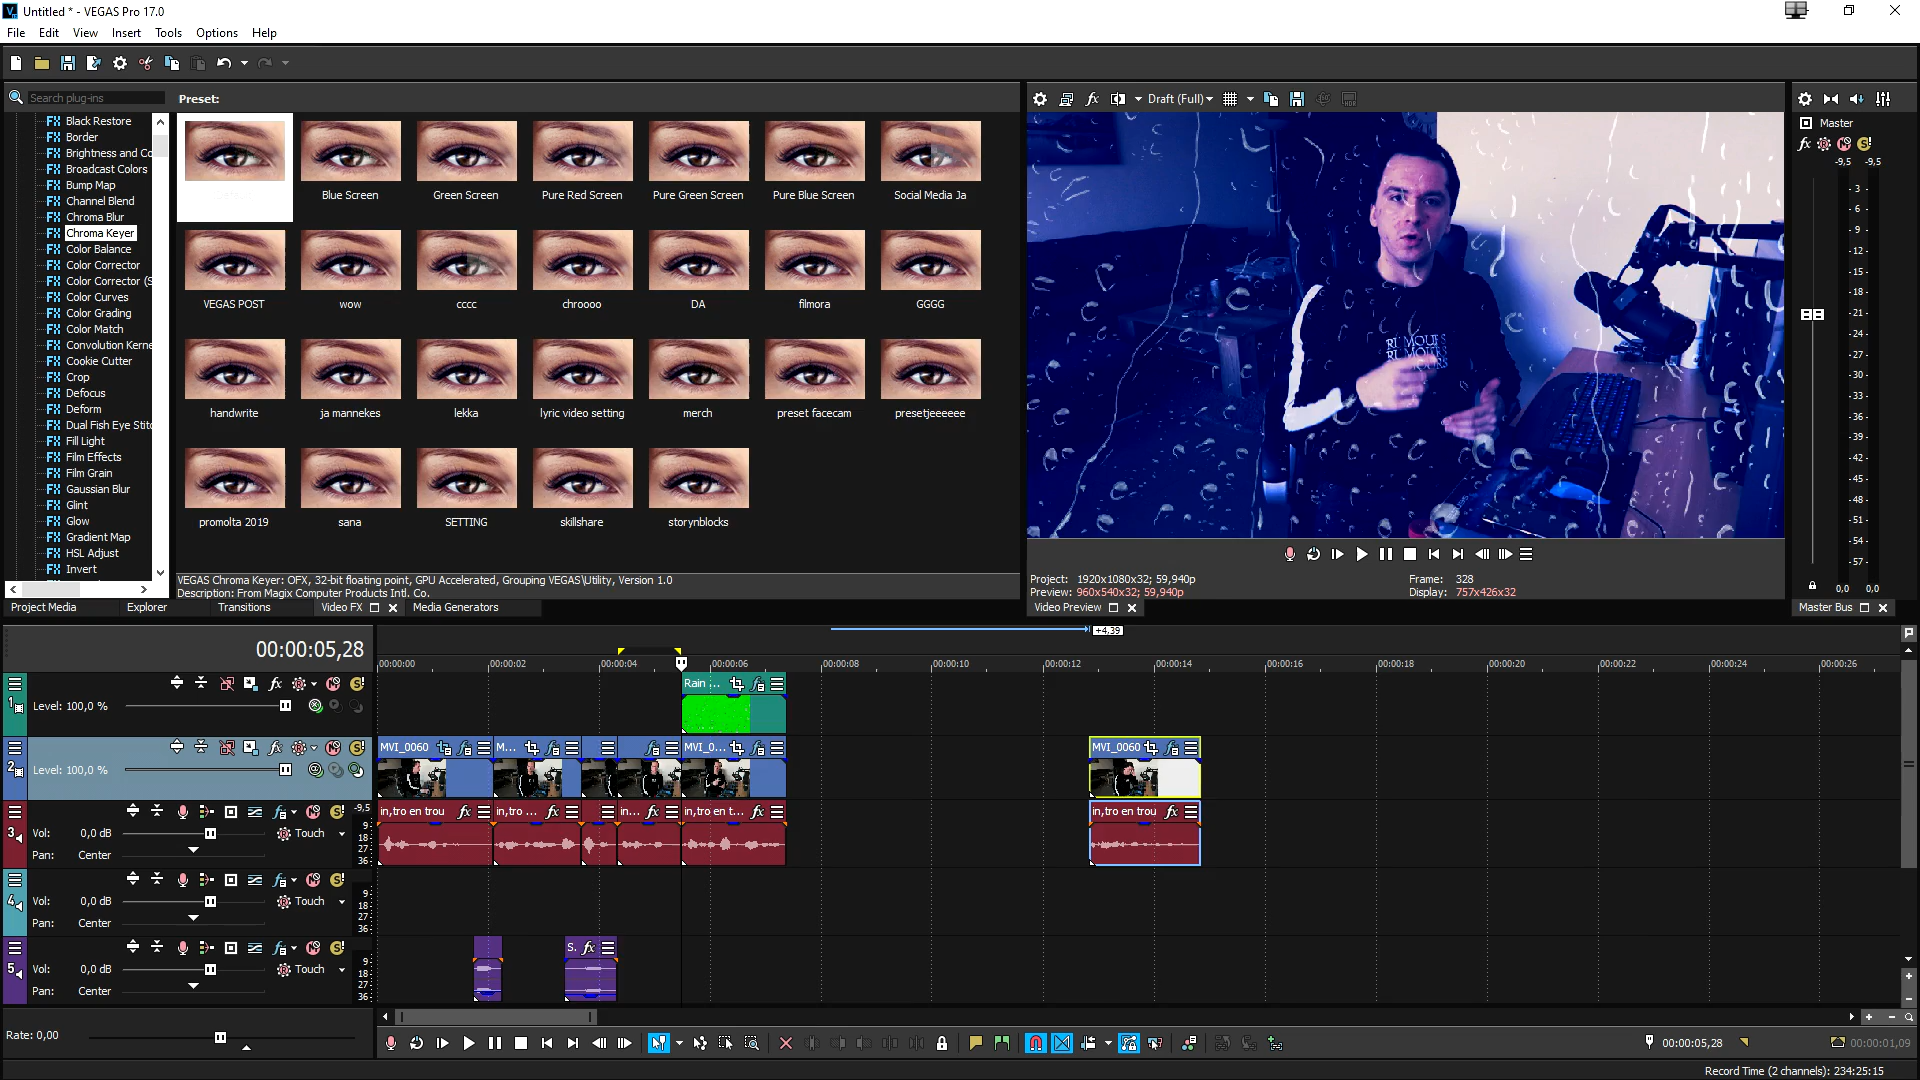 Untitled * - VEGAS Pro 17.0
File Edit View Insert Tools Options Help
Search plug-ins
Preset:
Black Restore
Border
Brightness and Co
Broadcast Colors
Bump Map
Channel Blend
Chroma Blur
Chroma Keyer
Color Balance
Color Corrector
Color Corrector (S
Color Curves
Color Grading
Color Match
Convolution Kerne
Cookie Cutter
Crop
Defocus
Deform
Dual Fish Eye Stitc
Fill Light
Film Effects
Film Grain
Gaussian Blur
Glint
Glow
Gradient Map
HSL Adjust
Invert
Blue Screen Green Screen Pure Red Screen Pure Green Screen Pure Blue Screen Social Media Ja
VEGAS POST wow cccc chroooo DA filmora GGGG
handwrite ja mannekes lekka lyric video setting merch preset facecam presetjeeeeee
promolta 2019 sana SETTING skillshare storynblocks
VEGAS Chroma Keyer: OFX, 32-bit floating point, GPU Accelerated, Grouping VEGAS\Utility, Version 1.0
Description: From Magix Computer Products Intl. Co.
Project Media Explorer Transitions Video FX Media Generators
Draft (Full)
RUMOURS
RUMOURS
Project: 1920x1080x32; 59,940p
Preview: 960x540x32; 59,940p
Frame: 328
Display: 757x426x32
Video Preview
Master
-9,5 -9,5
3
6
9
12
15
18
21
24
27
30
33
36
39
42
45
48
51
54
57
0,0 0,0
Master Bus
00:00:05,28
+4.39
00:00:00 00:00:02 00:00:04 00:00:06 00:00:08 00:00:10 00:00:12 00:00:14 00:00:16 00:00:18 00:00:20 00:00:22 00:00:24 00:00:26
1
Level: 100,0 %
Rain ...
2
Level: 100,0 %
MVI_0060 M... MVI_0... MVI_0060
3
-9,5
Vol: 0,0 dB Touch
Pan: Center
9
18
27
36
in,tro en trou in,tro ... in... in,tro en t... in,tro en trou
4
Vol: 0,0 dB Touch
Pan: Center
9
18
27
36
5
Vol: 0,0 dB Touch
Pan: Center
9
18
27
36
S.
Rate: 0,00
00:00:05,28
00:00:01,09
Record Time (2 channels): 234:25:15